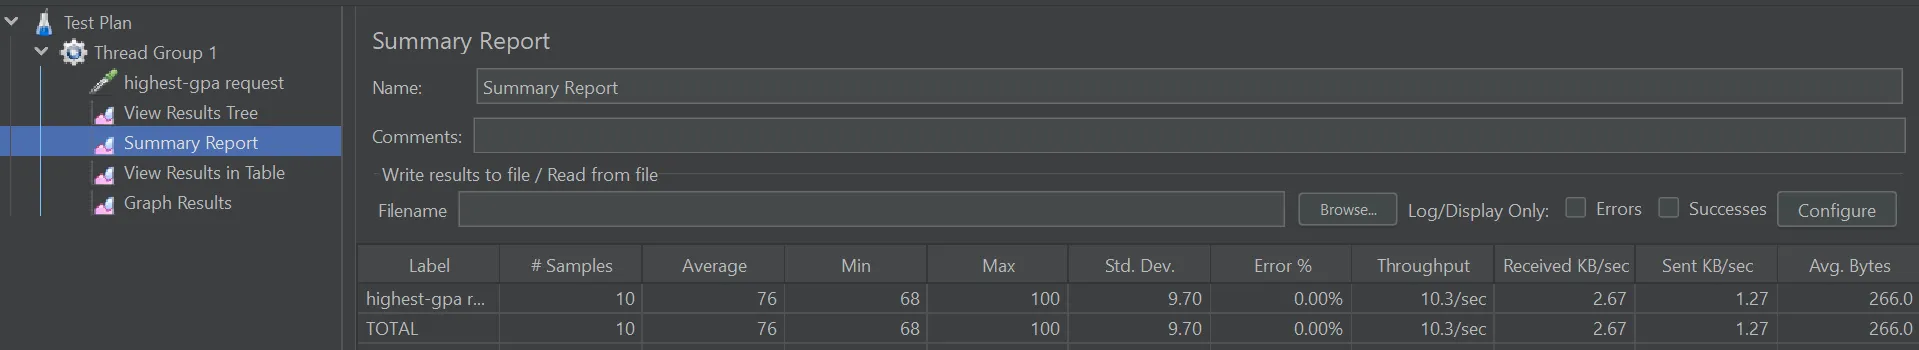 Test Plan
Thread Group 1
highest-gpa request
View Results Tree
Summary Report
View Results in Table
Graph Results
Summary Report
Name: Summary Report
Comments:
Write results to file / Read from file
Filename Browse... Log/Display Only: Errors Successes Configure
Label # Samples Average Min Max Std. Dev. Error % Throughput Received KB/sec Sent KB/sec Avg. Bytes
highest-gpa r... 10 76 68 100 9.70 0.00% 10.3/sec 2.67 1.27 266.0
TOTAL 10 76 68 100 9.70 0.00% 10.3/sec 2.67 1.27 266.0